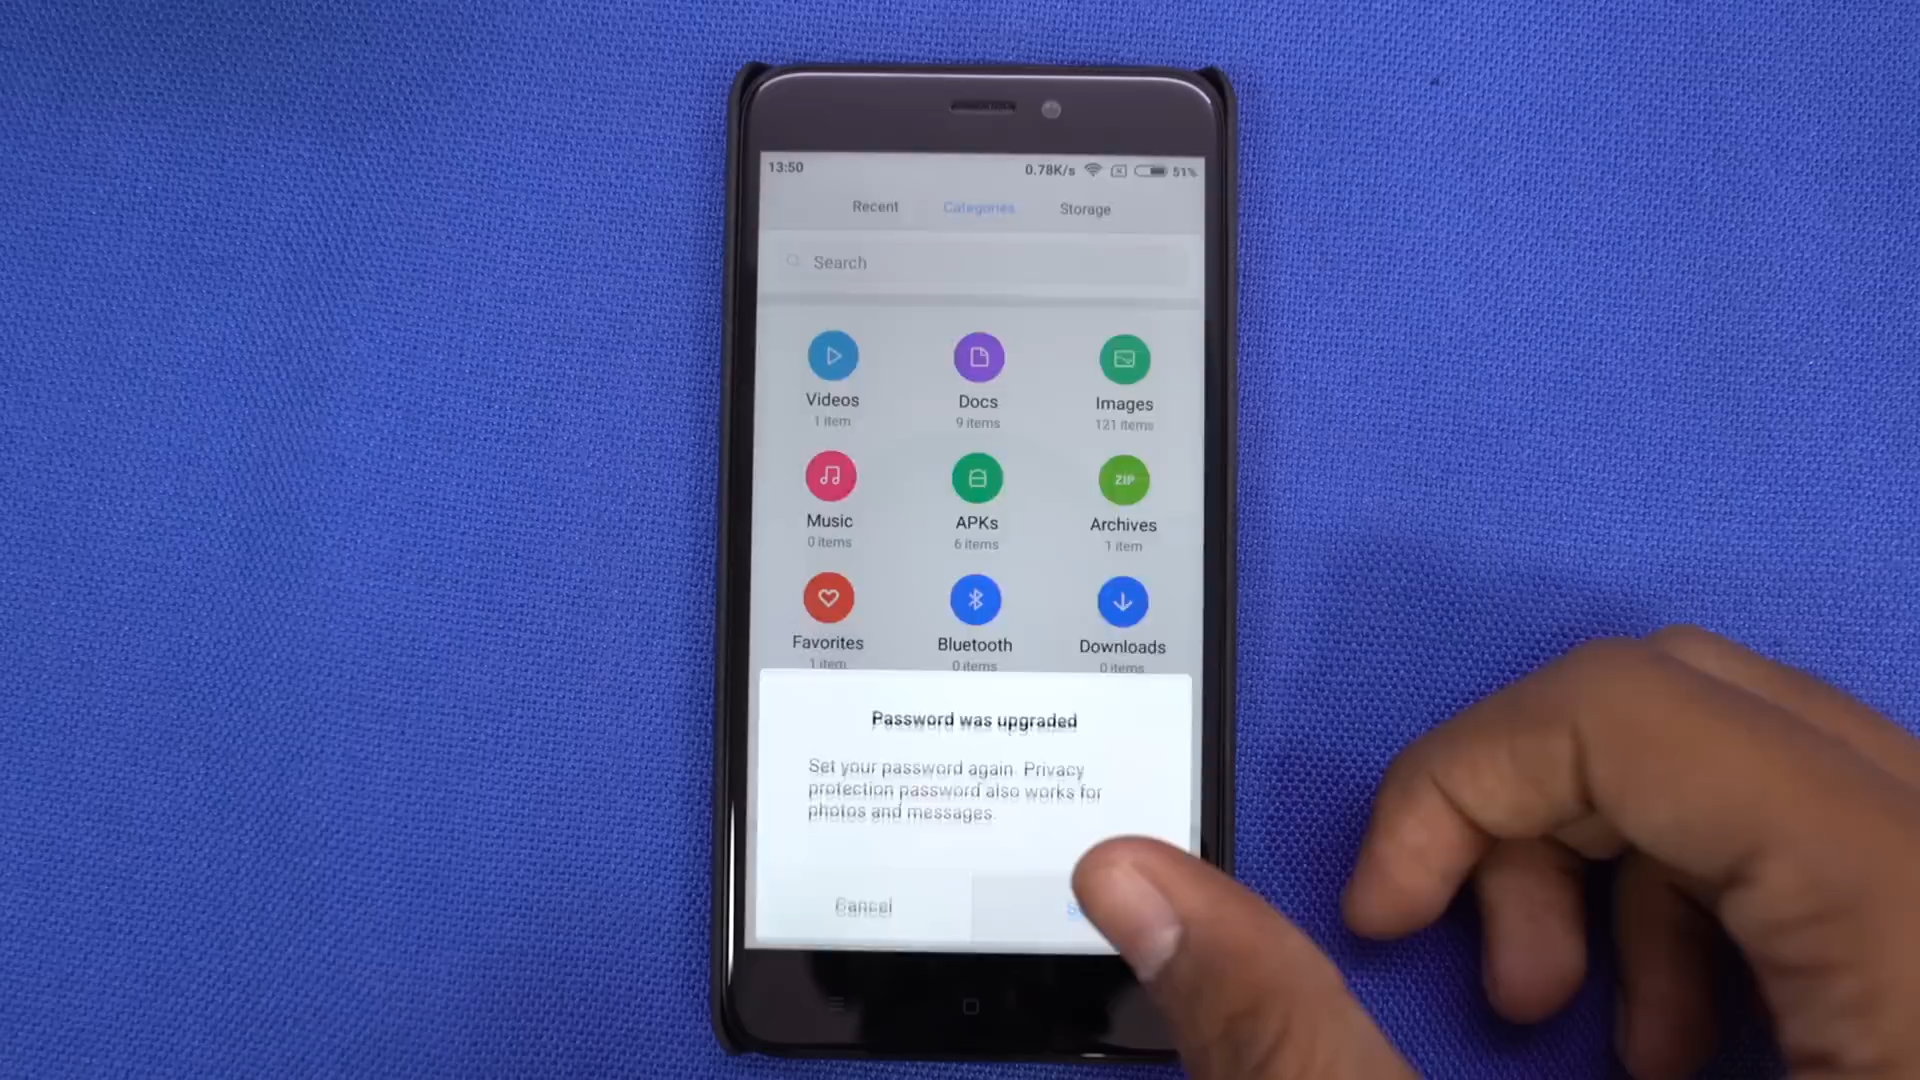 13:50 0.78K/s 51%
Recent Categories Storage
Search
Videos Docs Images
1 item 9 items 121 items
Music APKs ZIP Archives
0 items 6 items 1 item
Favorites Bluetooth Downloads
1 item 0 items 0 items
Password was upgraded
Set your password again. Privacy
protection password also works for
photos and messages.
Cancel